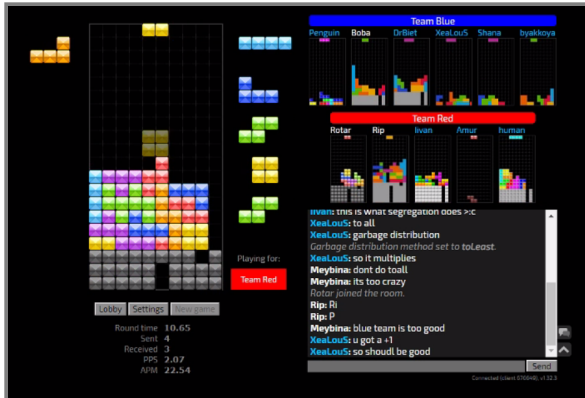 Team Blue
Penguin Boba DrBiet XeaLouS Shana byakkoya
Team Red
Rotar Rip Iivan Amur human
Iivan: this is what segregation does >:c
XeaLouS: to all
XeaLouS: garbage distribution
Garbage distribution method set to toLeast.
XeaLouS: so it multiplies
Meybina: dont do toall
Meybina: its too crazy
Rotar joined the room.
Rip: Ri
Rip: P
Meybina: blue team is too good
XeaLouS: u got a +1
XeaLouS: so shoudl be good
Send
Playing for:
Team Red
Lobby Settings New game
Round time 10.65
Sent 4
Received 3
PPS 2.07
APM 22.54